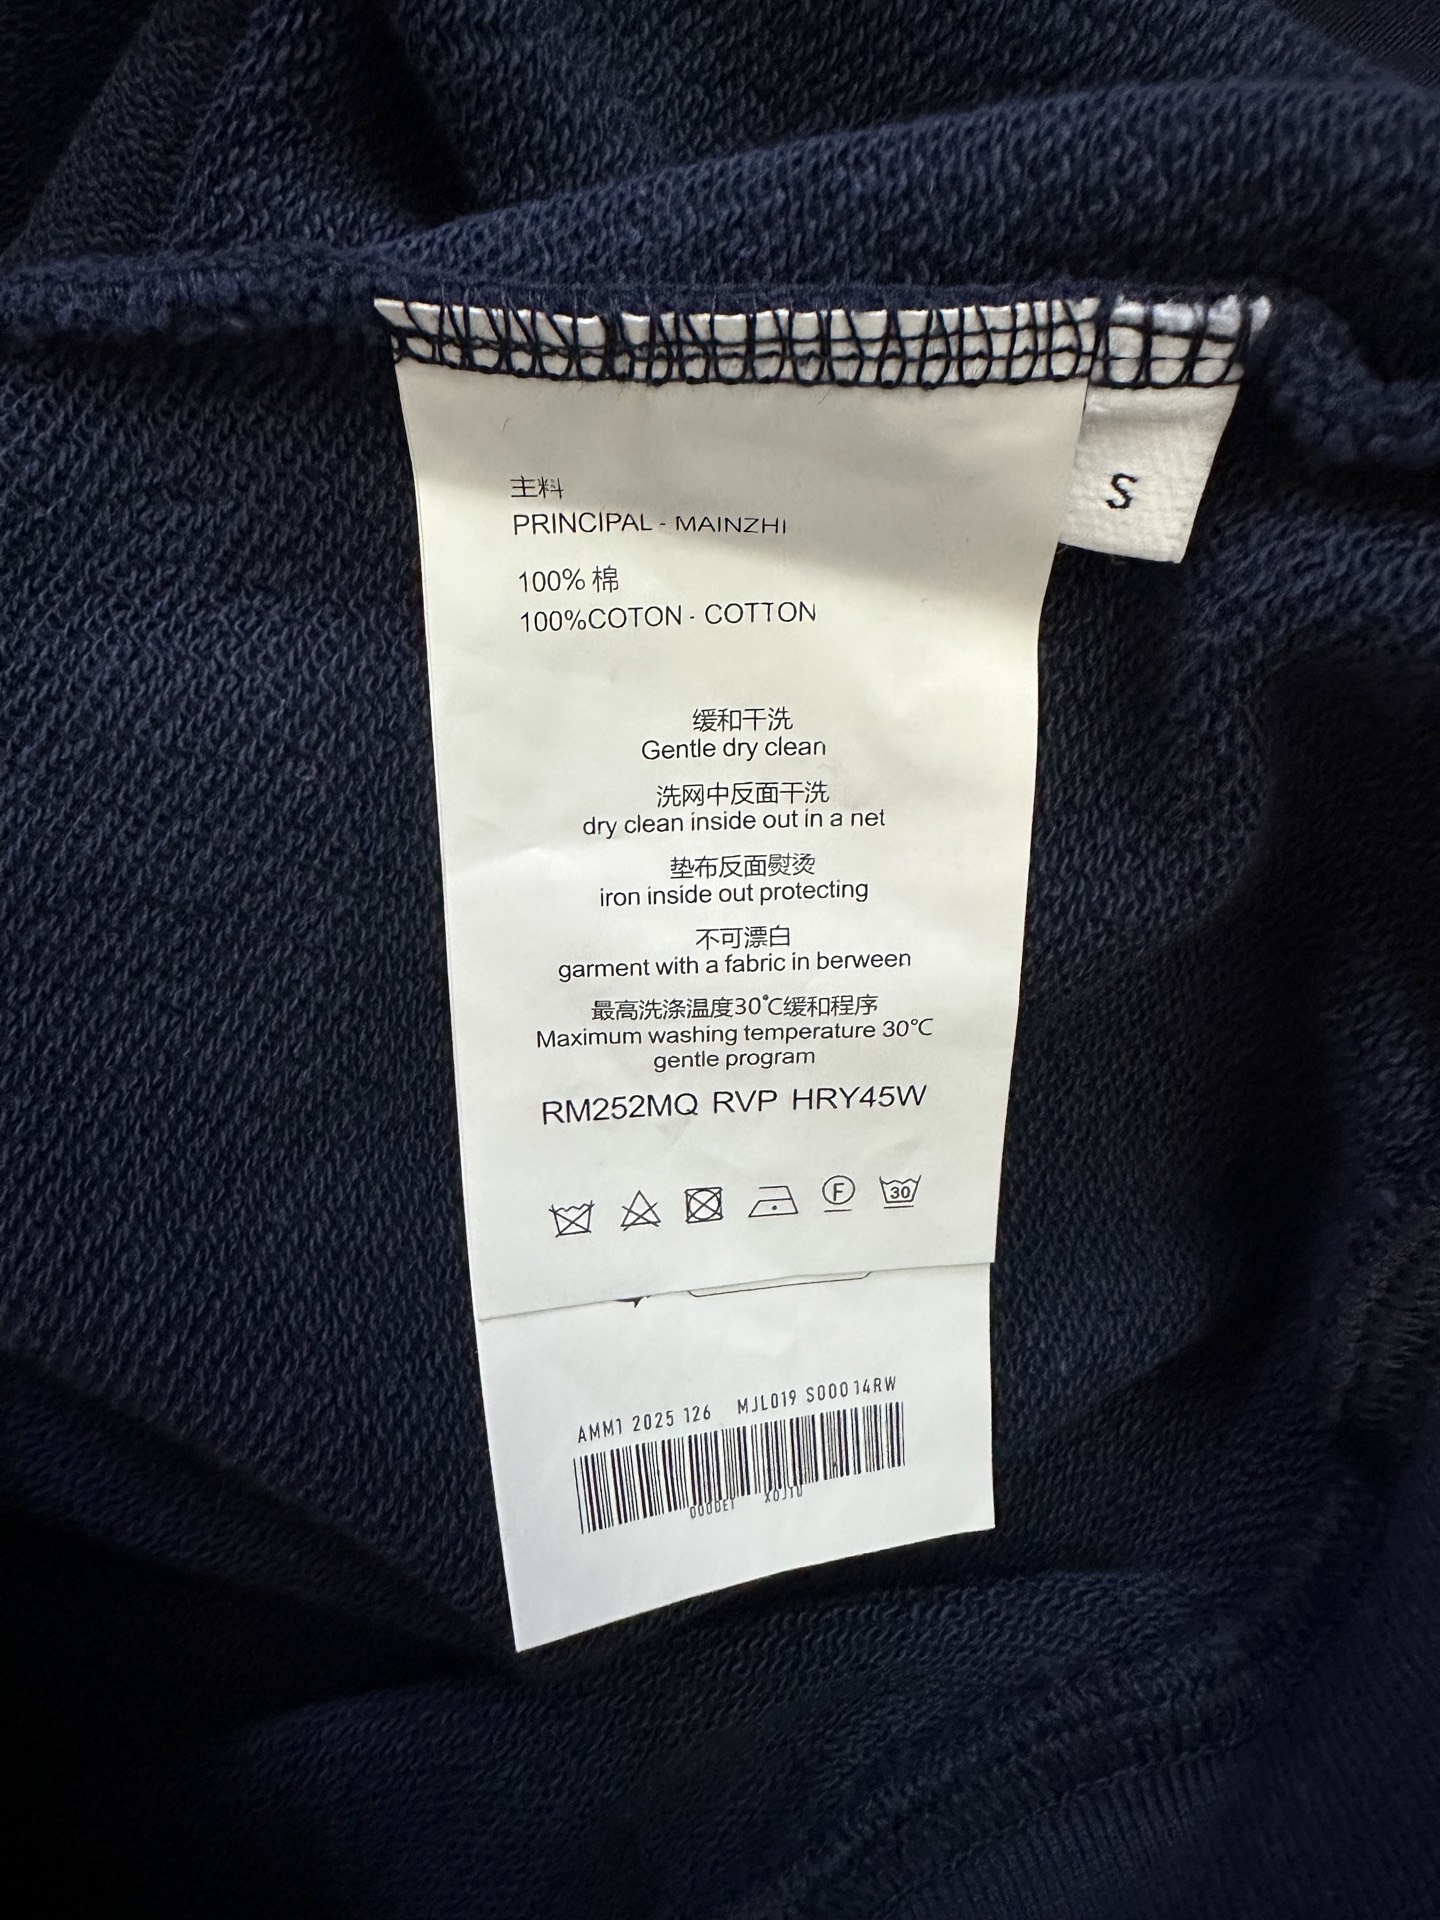 主料
PRINCIPAL - MAINZHI
S
100% 棉
100%COTON - COTTON
缓和干洗
Gentle dry clean
洗网中反面干洗
dry clean inside out in a net
垫布反面熨烫
iron inside out protecting
不可漂白
garment with a fabric in berween
最高洗涤温度30℃缓和程序
Maximum washing temperature 30℃
gentle program
RM252MQ RVP HRY45W
F
30
AMM1 2025 126 MJL019 S00014RW